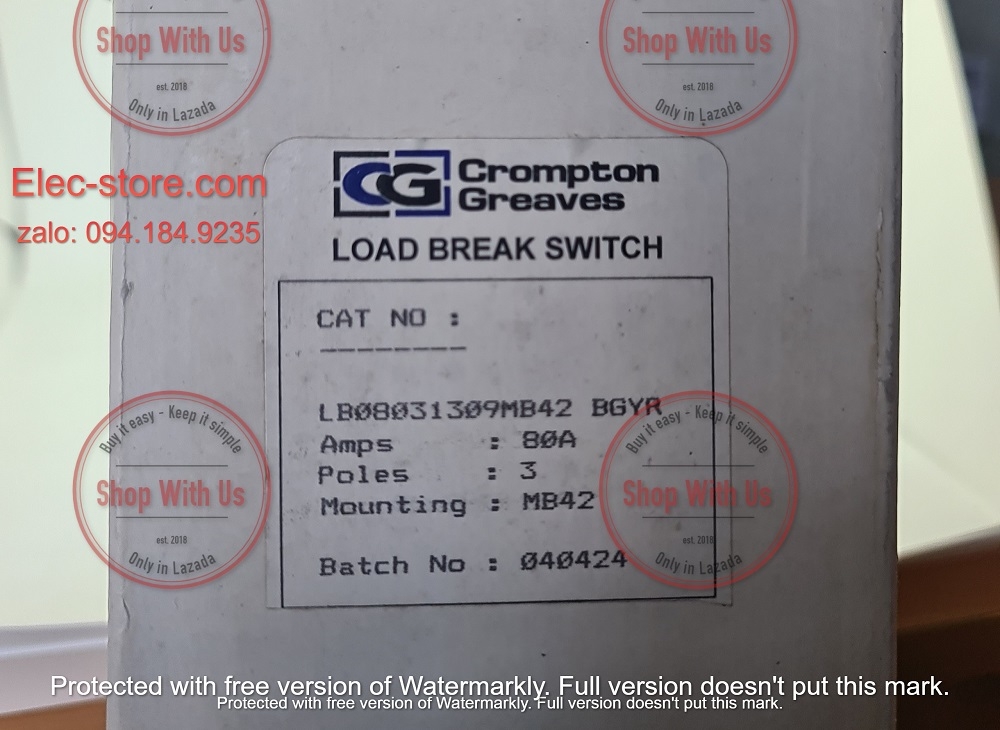 Shop With Us
est. 2018
Only in Lazada
Shop With Us
est. 2018
Only in Lazada
Elec-store.com
zalo: 094.184.9235
CG Crompton
Greaves
LOAD BREAK SWITCH
CAT NO :
--------
LB08031309MB42 BGYR
Amps : 80A
Poles : 3
Mounting : MB42
Batch No : 040424
Buy it easy - Keep it simple
Shop With Us
est. 2018
Only in Lazada
Buy it easy - Keep it simple
Shop With Us
est. 2018
Only in Lazada
Protected with free version of Watermarkly. Full version doesn't put this mark.
Protected with free version of Watermarkly. Full version doesn't put this mark.